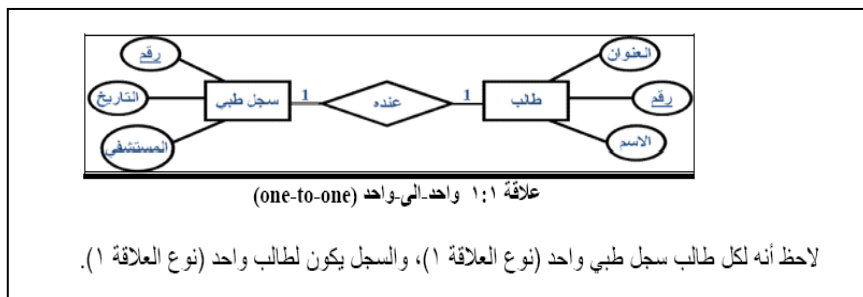 العنوان
رقم
الاسم
طالب
1
عنده
1
سجل طبي
رقم
التاريخ
المستشفى
علاقة ١:١ واحد-الى-واحد (one-to-one)
لاحظ أنه لكل طالب سجل طبي واحد (نوع العلاقة ١)، والسجل يكون لطالب واحد (نوع العلاقة ١).